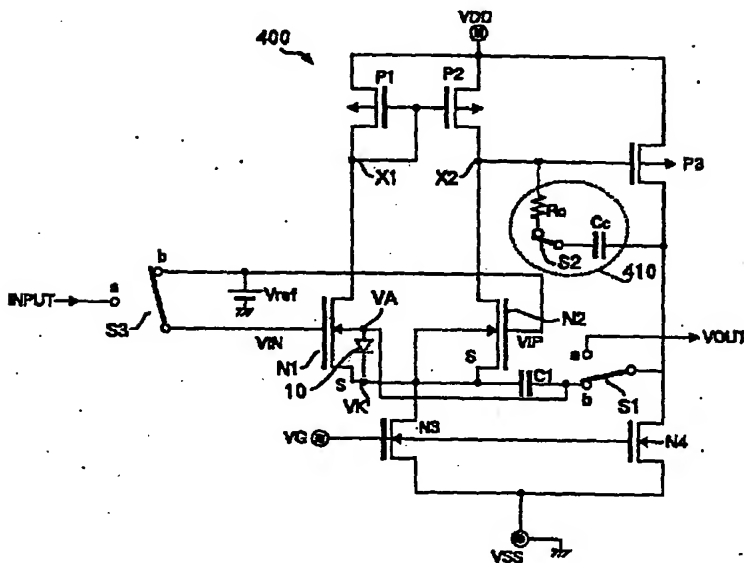 VDD
400
P1
P2
P3
X1
X2
Rc
Cc
S2
410
b
a
INPUT
S3
Vref
VA
N2
VIN
VIP
N1
10
S
S
C1
a
VOUT
b
S1
VK
VG
N3
N4
VSS